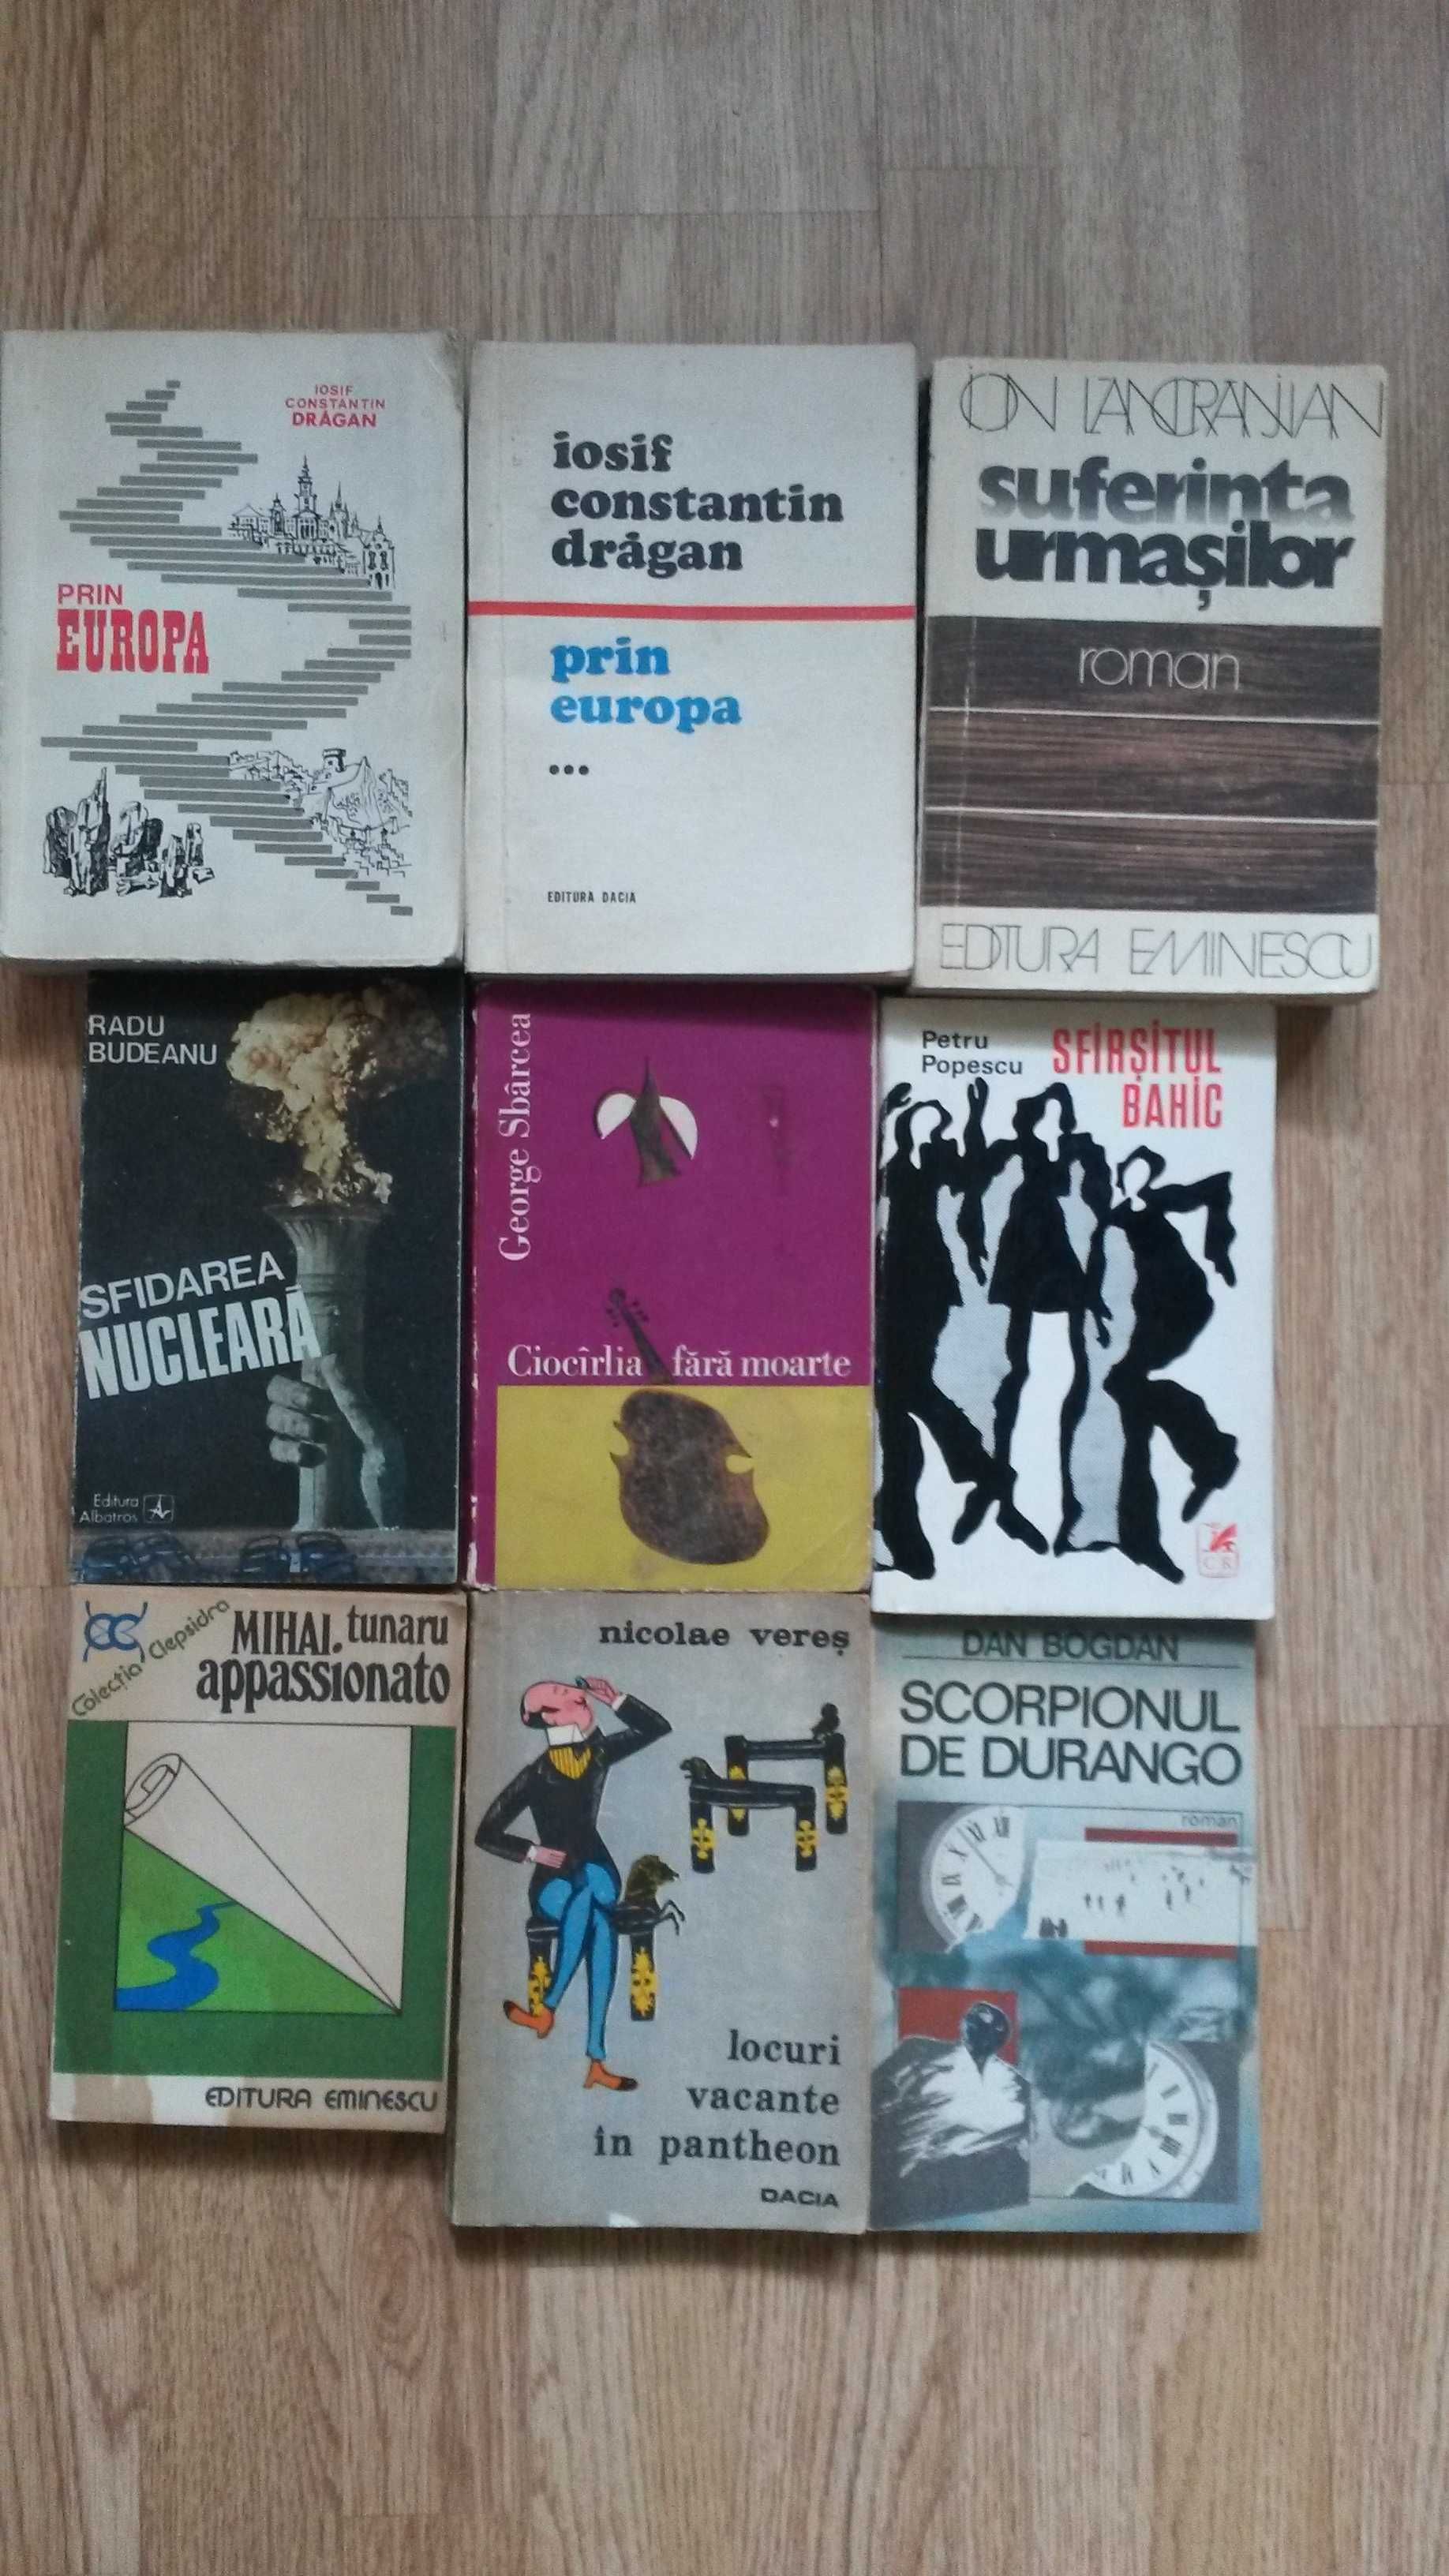 IOSIF
CONSTANTIN
DRĂGAN
PRIN
EUROPA
iosif
constantin
drăgan
prin
europa
...
EDITURA DACIA
ION LĂNCRĂNJAN
suferința
urmașilor
roman
EDITURA EMINESCU
RADU
BUDEANU
SFIDAREA
NUCLEARĂ
Editura
Albatros
George Sbârcea
Ciocîrlia fără moarte
Petru
Popescu
SFÎRȘITUL
BAHIC
CR
Colecția Clepsidra
MIHAI tunaru
appassionato
EDITURA EMINESCU
nicolae vereș
locuri
vacante
în pantheon
DACIA
DAN BOGDAN
SCORPIONUL
DE DURANGO
roman